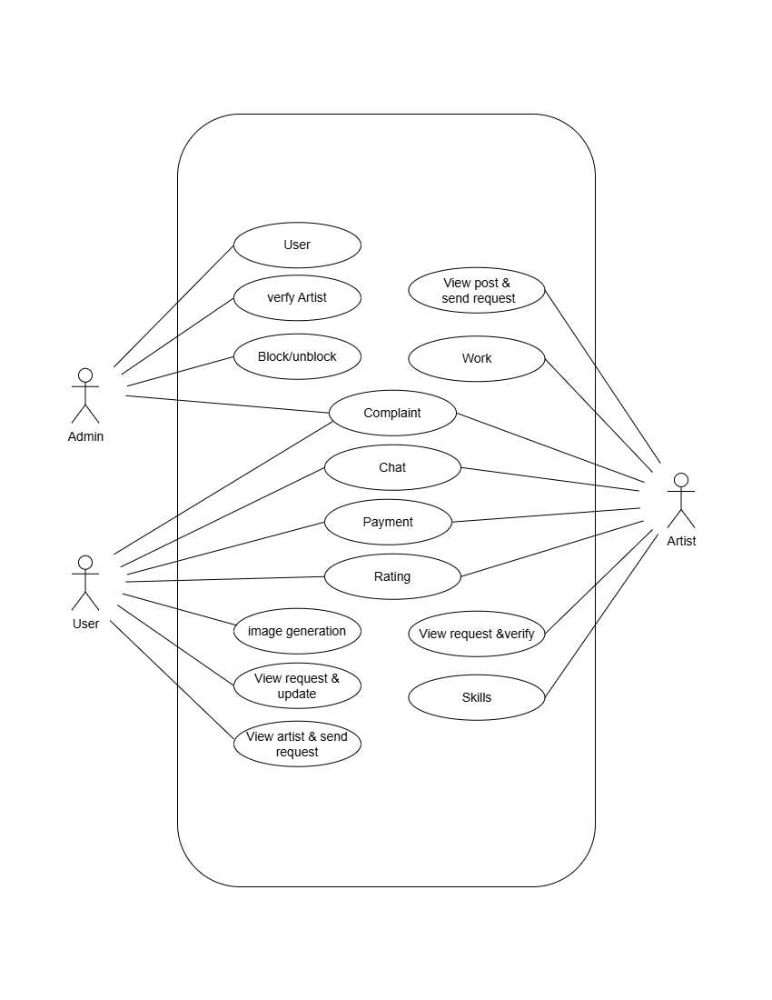 User
verfy Artist
View post &
send request
Block/unblock
Work
Admin
Complaint
Chat
Payment
Artist
Rating
User
image generation
View request &verify
View request &
update
Skills
View artist & send
request